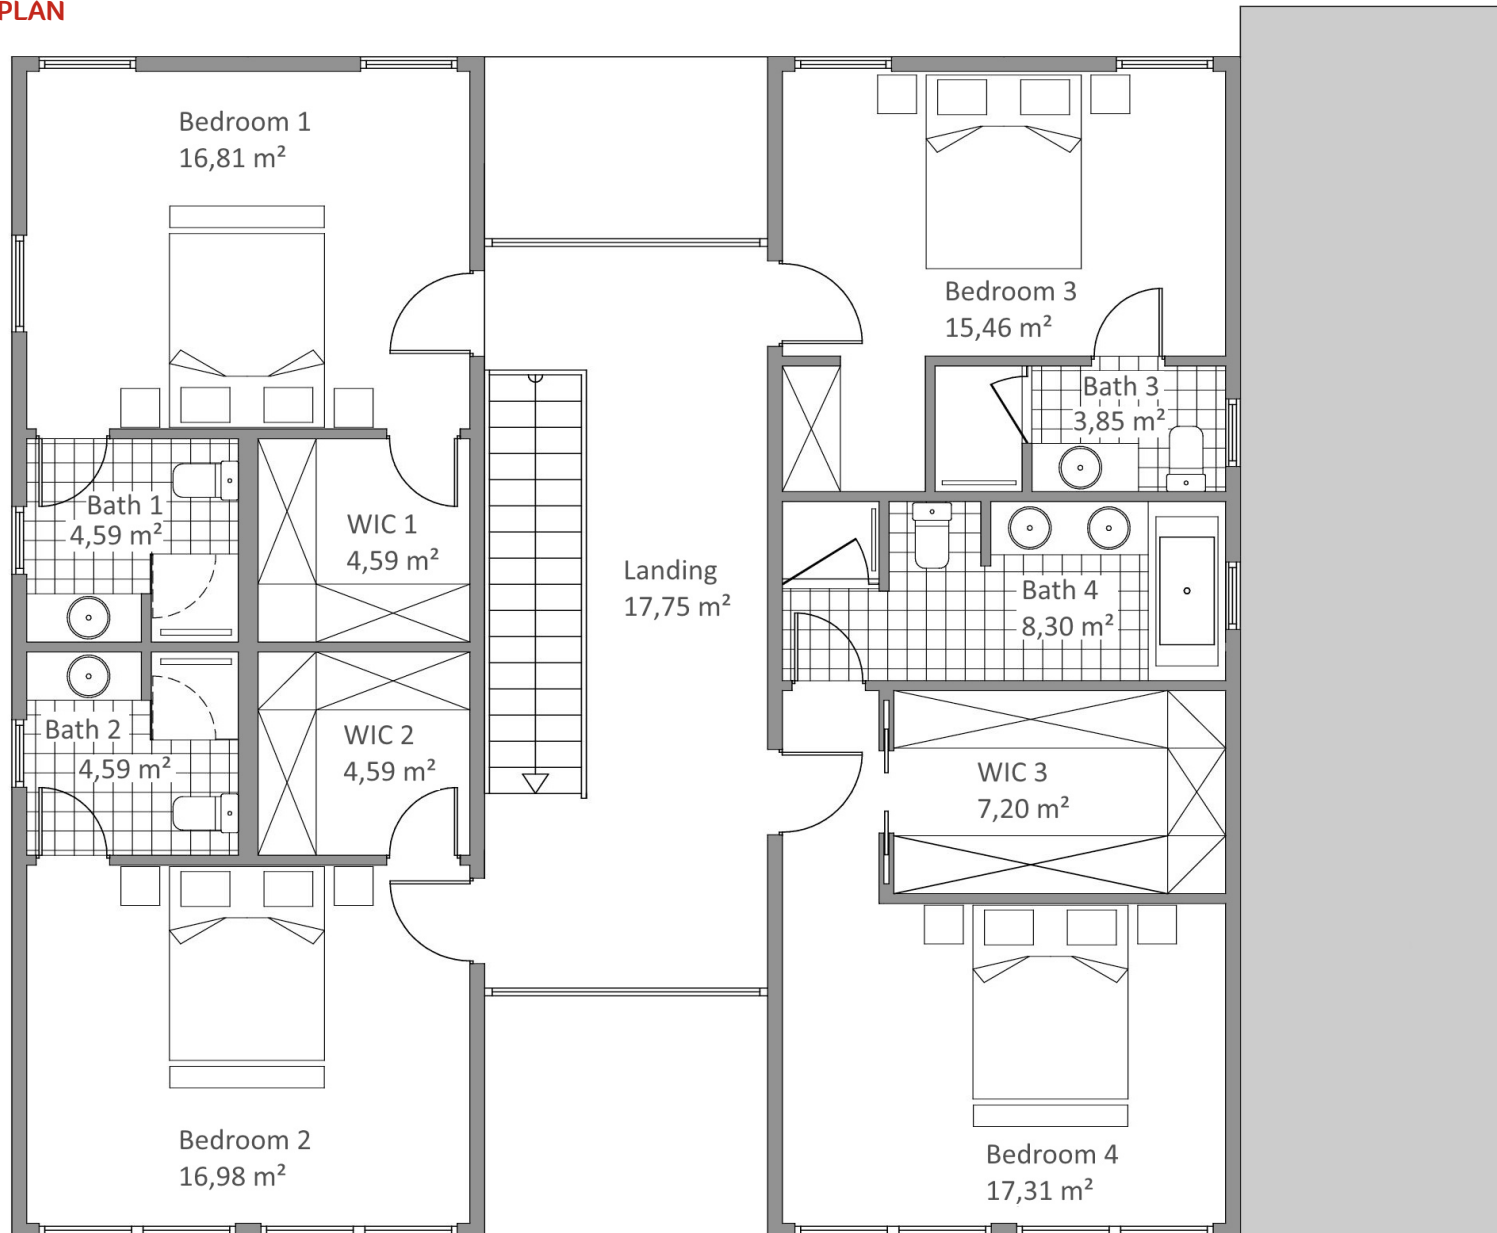 PLAN
Bedroom 1
16,81 m²
Bedroom 3
15,46 m²
Bath 3
3,85 m²
Bath 1
4,59 m²
WIC 1
4,59 m²
Landing
17,75 m²
Bath 4
8,30 m²
Bath 2
4,59 m²
WIC 2
4,59 m²
WIC 3
7,20 m²
Bedroom 2
16,98 m²
Bedroom 4
17,31 m²